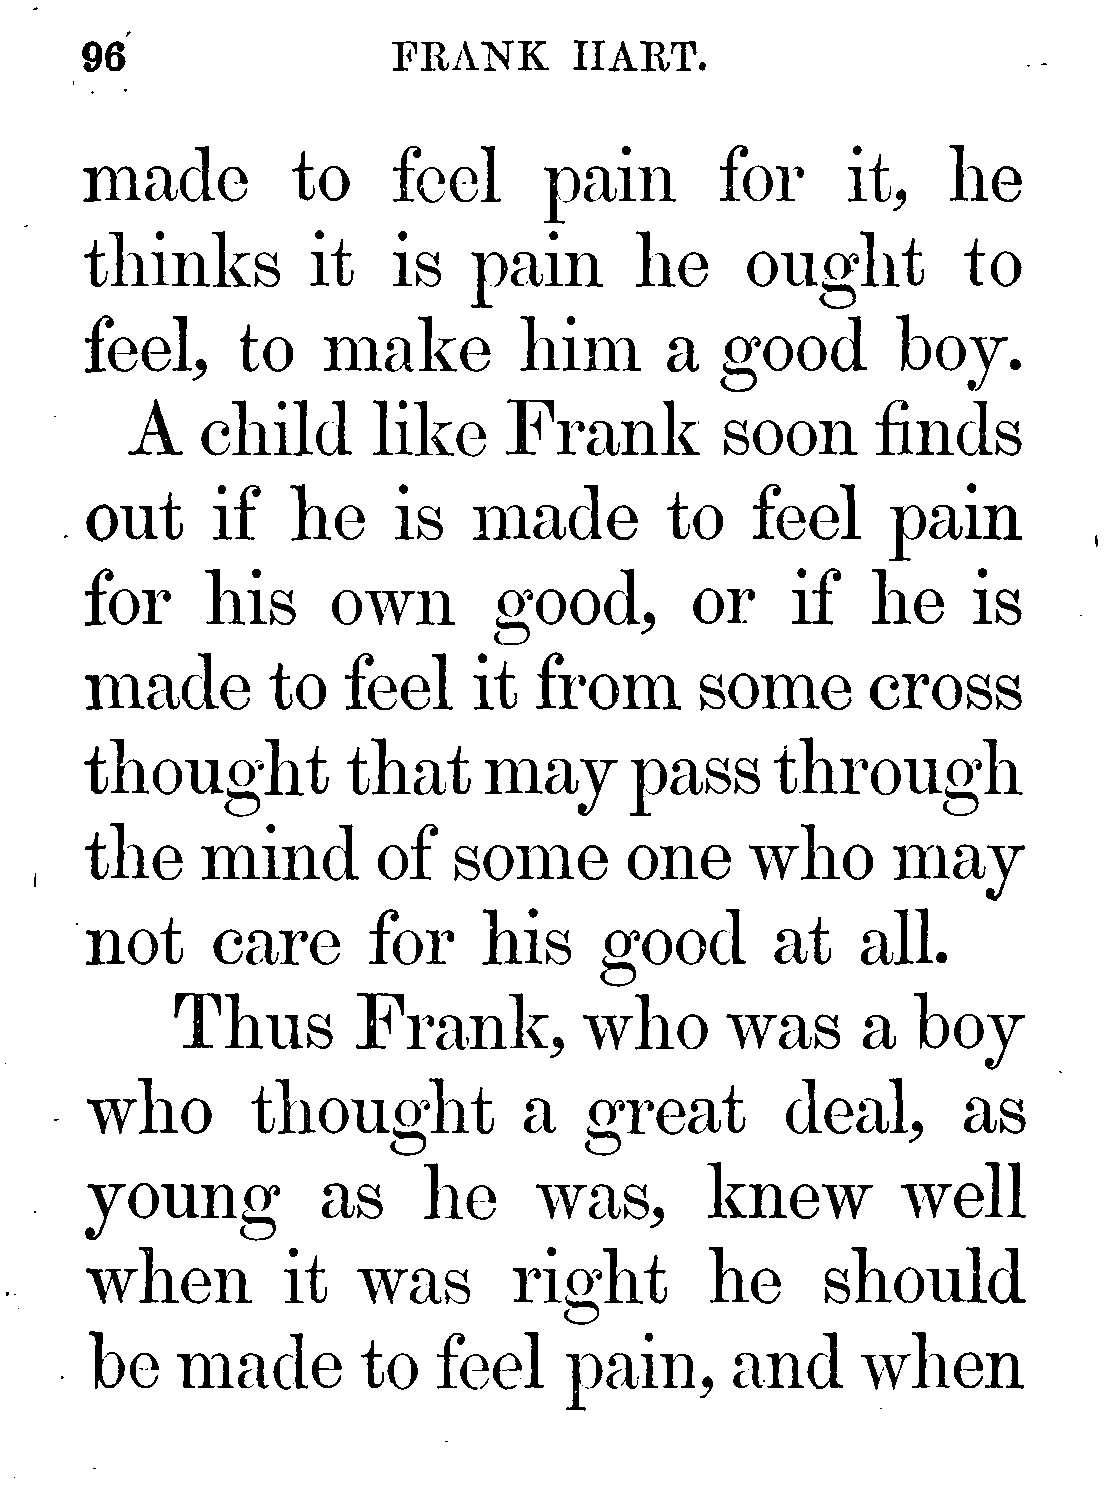 96 FRANK HART.
made to feel pain for it, he
thinks it is pain he ought to
feel, to make him a good boy.
A child like Frank soon finds
out if he is made to feel pain
for his own good, or if he is
made to feel it from some cross
thought that may pass through
the mind of some one who may
not care for his good at all.
Thus Frank, who was a boy
who thought a great deal, as
young as he was, knew well
when it was right he should
be made to feel pain, and when